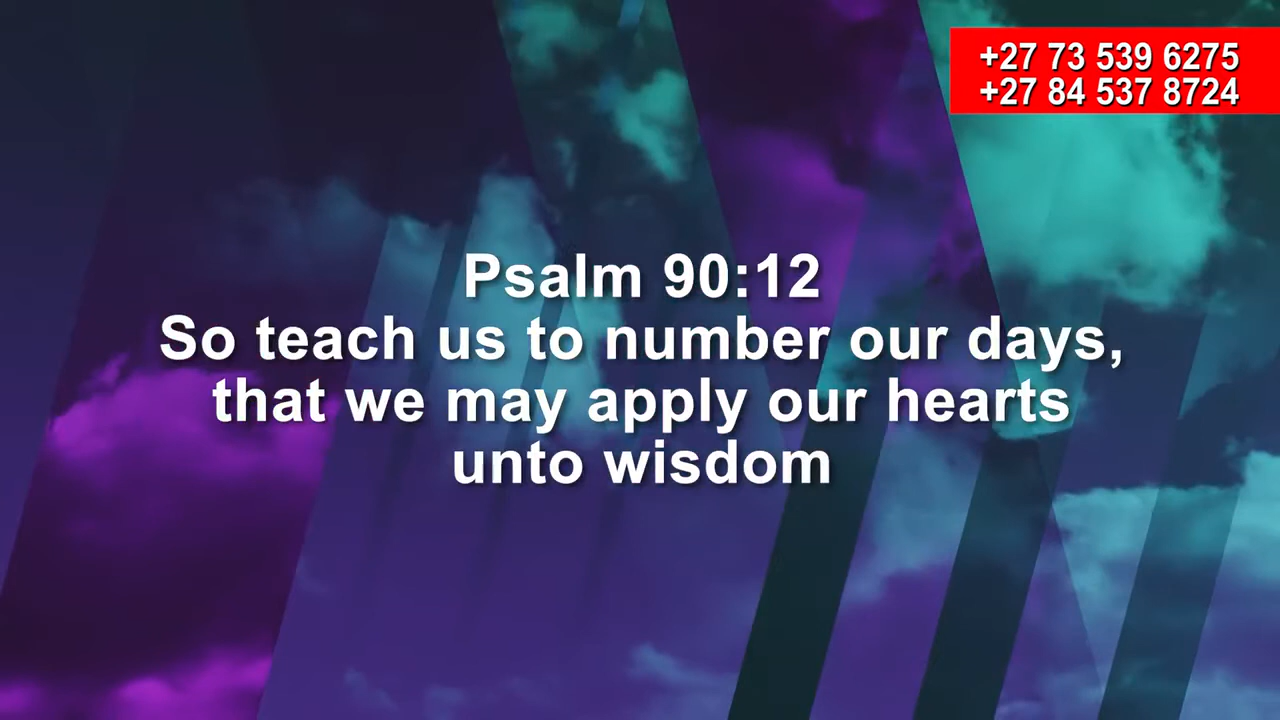 +27 73 539 6275
+27 84 537 8724
Psalm 90:12
So teach us to number our days,
that we may apply our hearts
unto wisdom